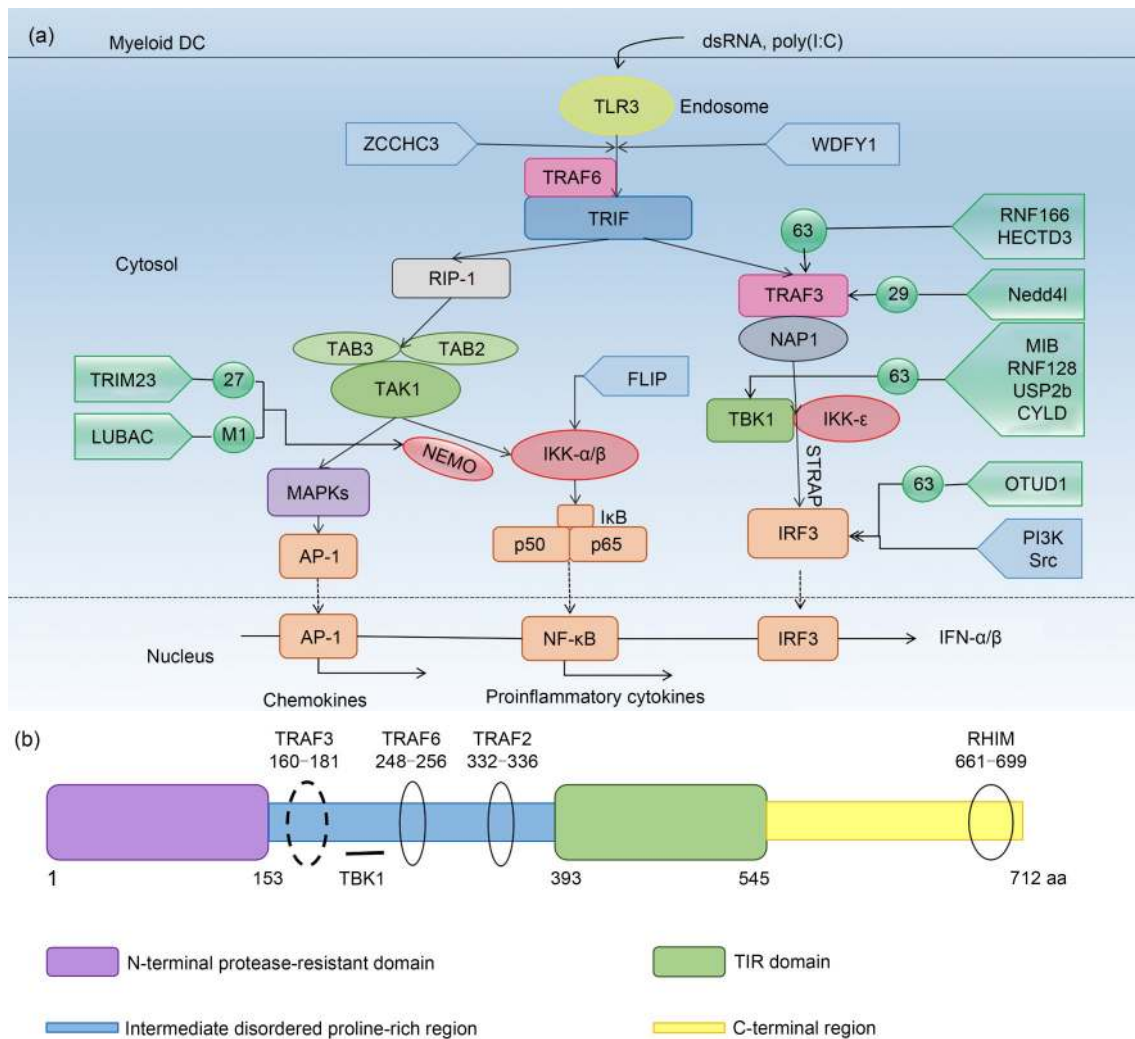 (a)
Myeloid DC
dsRNA, poly(I:C)
TLR3
Endosome
ZCCHC3
WDFY1
TRAF6
TRIF
RNF166
HECTD3
63
Cytosol
RIP-1
TRAF3
29
Nedd4l
NAP1
TAB3
TAB2
TAK1
MIB
RNF128
USP2b
CYLD
63
TRIM23
27
FLIP
TBK1
IKK-ε
LUBAC
M1
NEMO
IKK-α/β
STRAP
MAPKs
63
OTUD1
IκB
p50
p65
IRF3
PI3K
Src
AP-1
Nucleus
AP-1
NF-κB
IRF3
IFN-α/β
Chemokines
Proinflammatory cytokines
(b)
TRAF3
160–181
TRAF6
248–256
TRAF2
332–336
RHIM
661–699
1
153
TBK1
393
545
712 aa
N-terminal protease-resistant domain
TIR domain
Intermediate disordered proline-rich region
C-terminal region